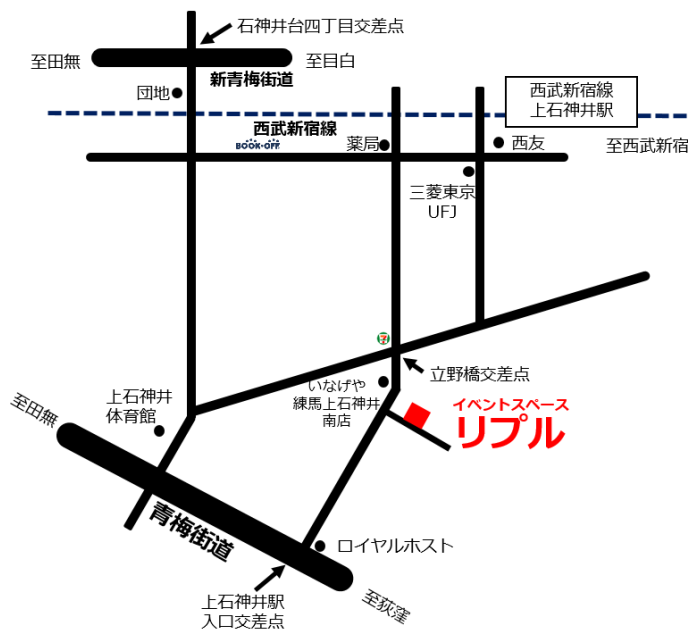 石神井台四丁目交差点
至田無
至目白
新青梅街道
団地
西武新宿線
上石神井駅
西武新宿線
BOOK-OFF
薬局
西友
至西武新宿
三菱東京
UFJ
7
立野橋交差点
いなげや
練馬上石神井
南店
上石神井
体育館
イベントスペース
リプル
至田無
青梅街道
ロイヤルホスト
上石神井駅
入口交差点
至荻窪